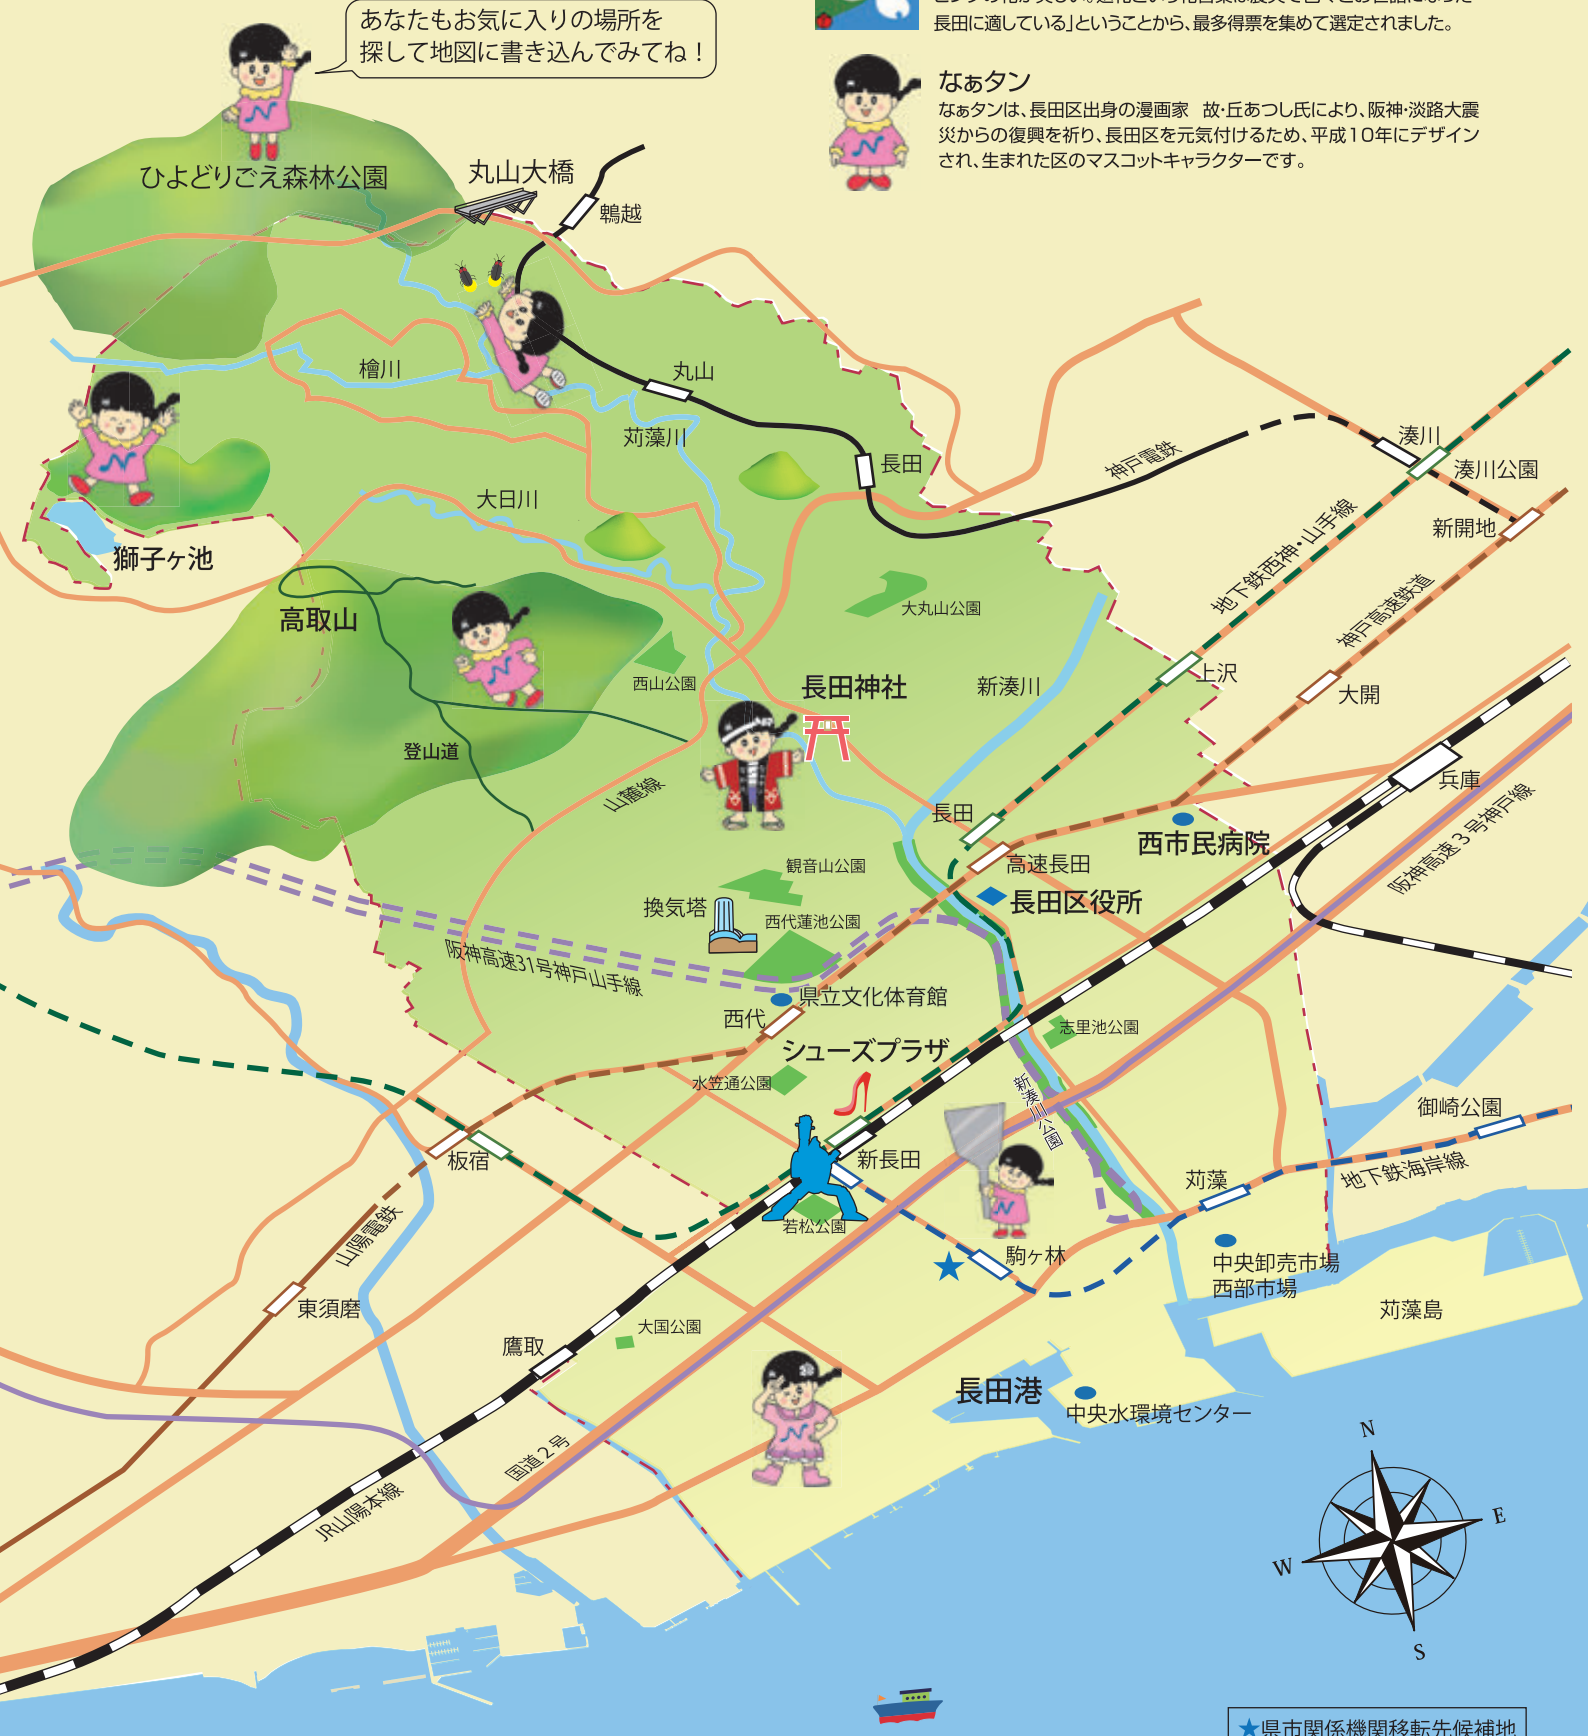 あなたもお気に入りの場所を
探して地図に書き込んでみてね！
長田に適している」ということから、最多得票を集めて選定されました。
なぁタン
なぁタンは、長田区出身の漫画家　故・丘あつし氏により、阪神・淡路大震
災からの復興を祈り、長田区を元気付けるため、平成10年にデザイン
され、生まれた区のマスコットキャラクターです。
ひよどりごえ森林公園
丸山大橋
鵯越
檜川
丸山
苅藻川
長田
神戸電鉄
湊川
湊川公園
新開地
大日川
獅子ヶ池
高取山
大丸山公園
地下鉄西神・山手線
神戸高速鉄道
西山公園
長田神社
新湊川
上沢
大開
登山道
山麓線
長田
兵庫
西市民病院
高速長田
観音山公園
阪神高速3号神戸線
長田区役所
換気塔
西代蓮池公園
阪神高速31号神戸山手線
県立文化体育館
西代
志里池公園
シューズプラザ
水笠通公園
新湊川公園
御崎公園
板宿
新長田
地下鉄海岸線
苅藻
山陽電鉄
若松公園
駒ヶ林
中央卸売市場
西部市場
東須磨
苅藻島
大国公園
鷹取
長田港
中央水環境センター
国道2号
JR山陽本線
N
E
W
S
★県市関係機関移転先候補地